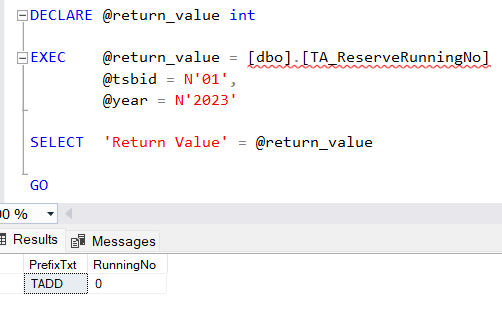 DECLARE @return_value int
EXEC @return_value = [dbo].[TA_ReserveRunningNo]
@tsbid = N'01',
@year = N'2023'
SELECT 'Return Value' = @return_value
GO
00 %
Results Messages
PrefixTxt RunningNo
TADD 0